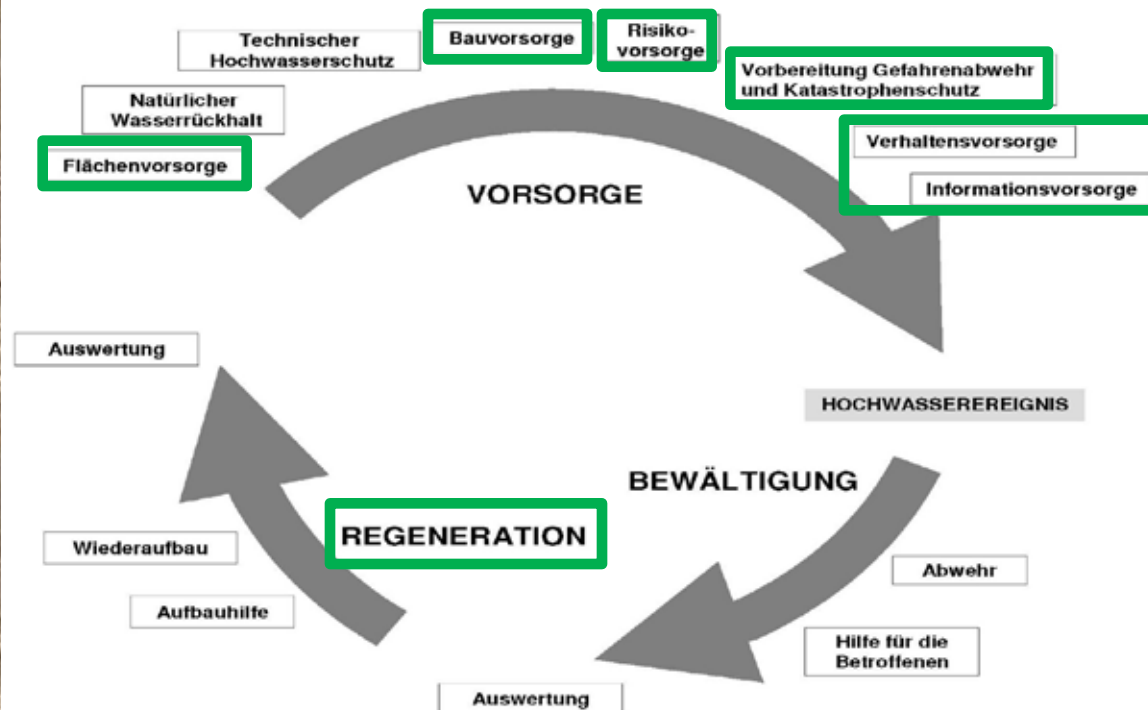 Technischer
Hochwasserschutz
Bauvorsorge
Risiko-
vorsorge
Vorbereitung Gefahrenabwehr
und Katastrophenschutz
Natürlicher
Wasserrückhalt
Flächenvorsorge
Verhaltensvorsorge
Informationsvorsorge
VORSORGE
Auswertung
HOCHWASSEREREIGNIS
BEWÄLTIGUNG
REGENERATION
Wiederaufbau
Abwehr
Aufbauhilfe
Hilfe für die
Betroffenen
Auswertung